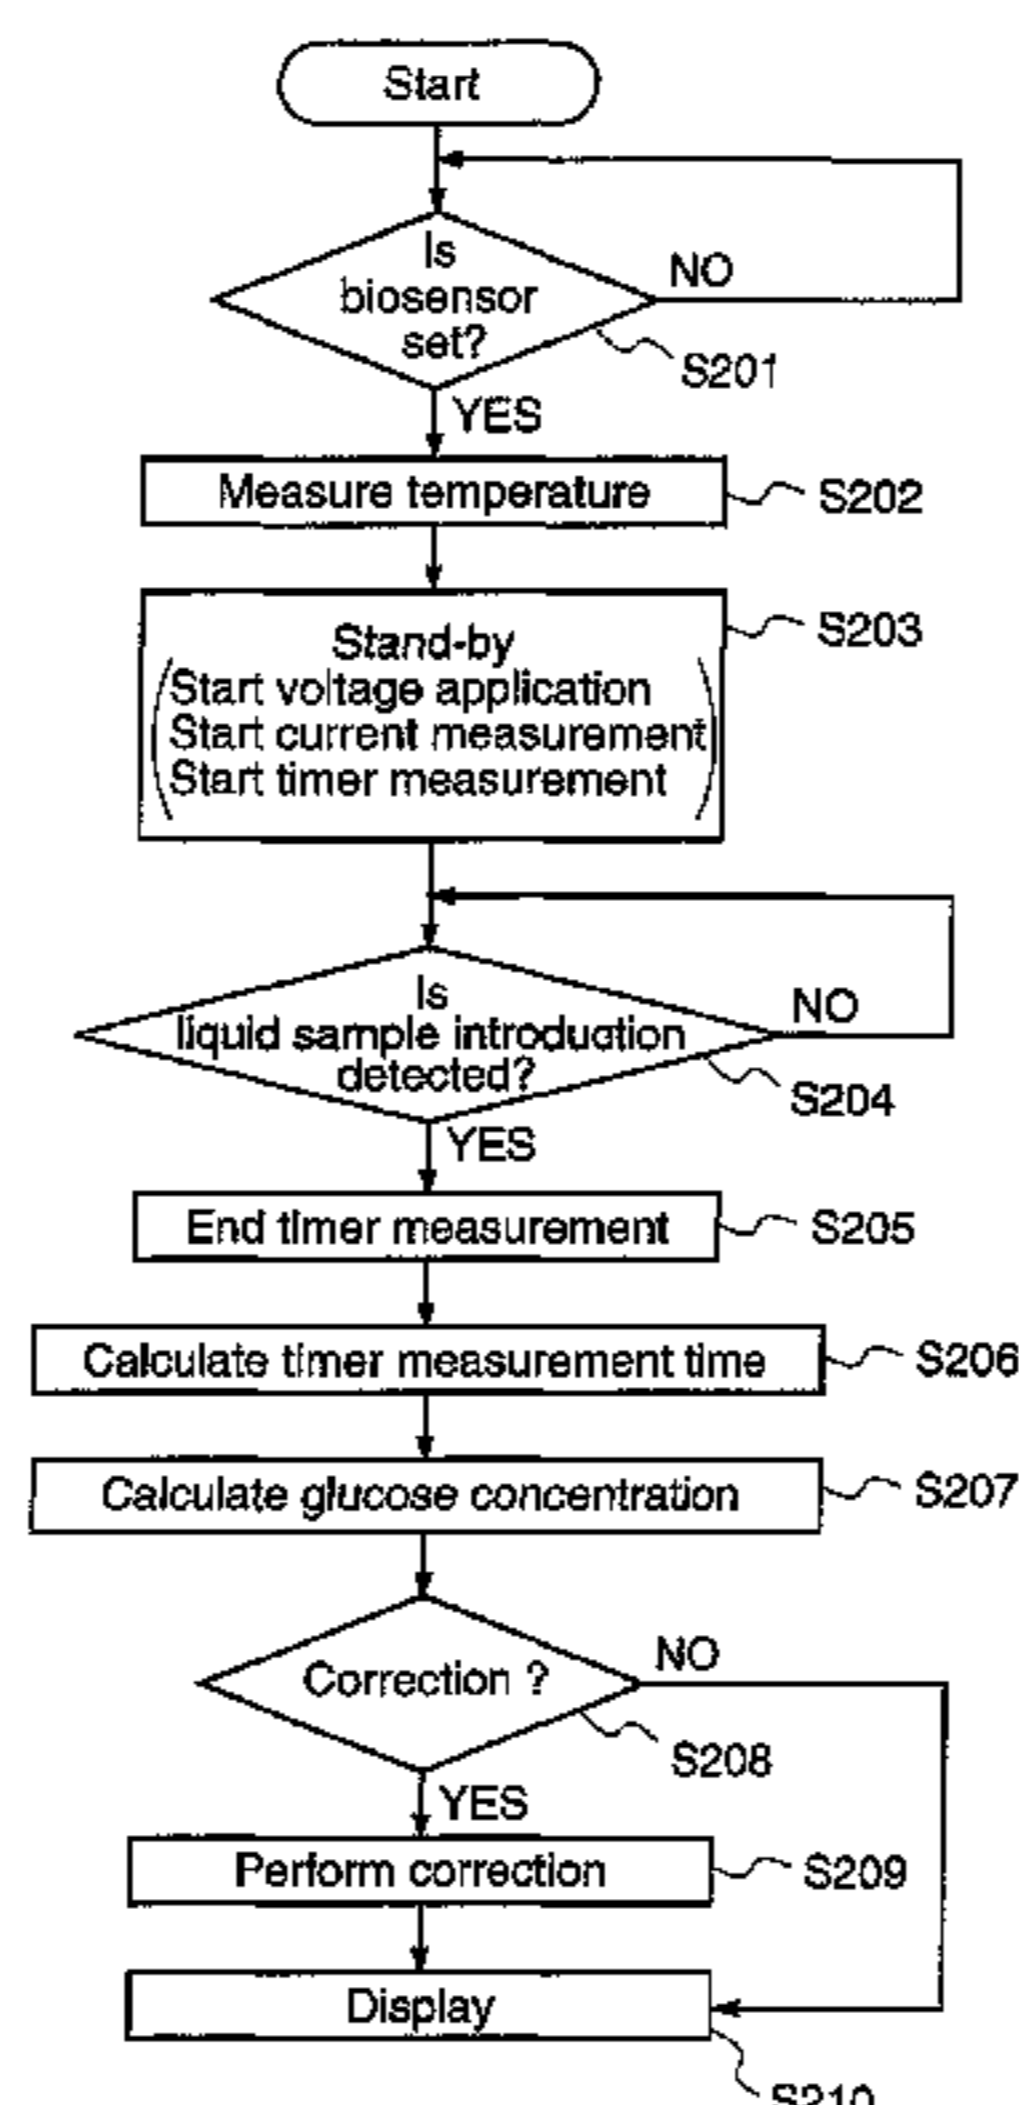 Start
Is
biosensor
set?
NO
S201
YES
Measure temperature
S202
Stand-by
Start voltage application
Start current measurement
Start timer measurement
S203
Is
liquid sample introduction
detected?
NO
S204
YES
End timer measurement
S205
Calculate timer measurement time
S206
Calculate glucose concentration
S207
Correction ?
NO
S208
YES
Perform correction
S209
Display
S210